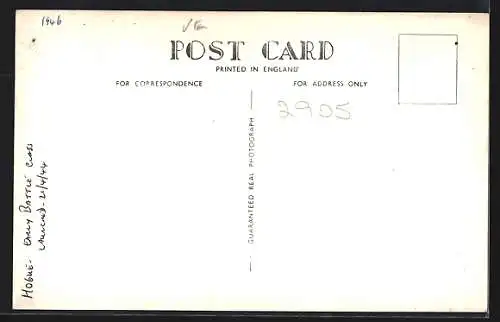 1946
POST CARD
PRINTED IN ENGLAND
FOR CORRESPONDENCE
FOR ADDRESS ONLY
2905
GUARANTEED REAL PHOTOGRAPH
HOGUE - EARLY BATTLE CLASS
LAUNCHED - 21/4/44